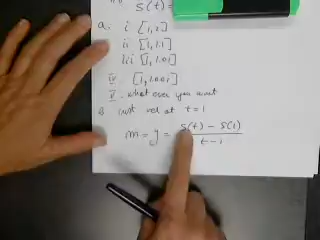 S(t) =
a. i [1,2]
ii [1,1.1]
iii [1,1.01]
iv [1,1.001]
v. what ever you want
B inst vel at t = 1
m = y = S(t) - S(1) / t - 1